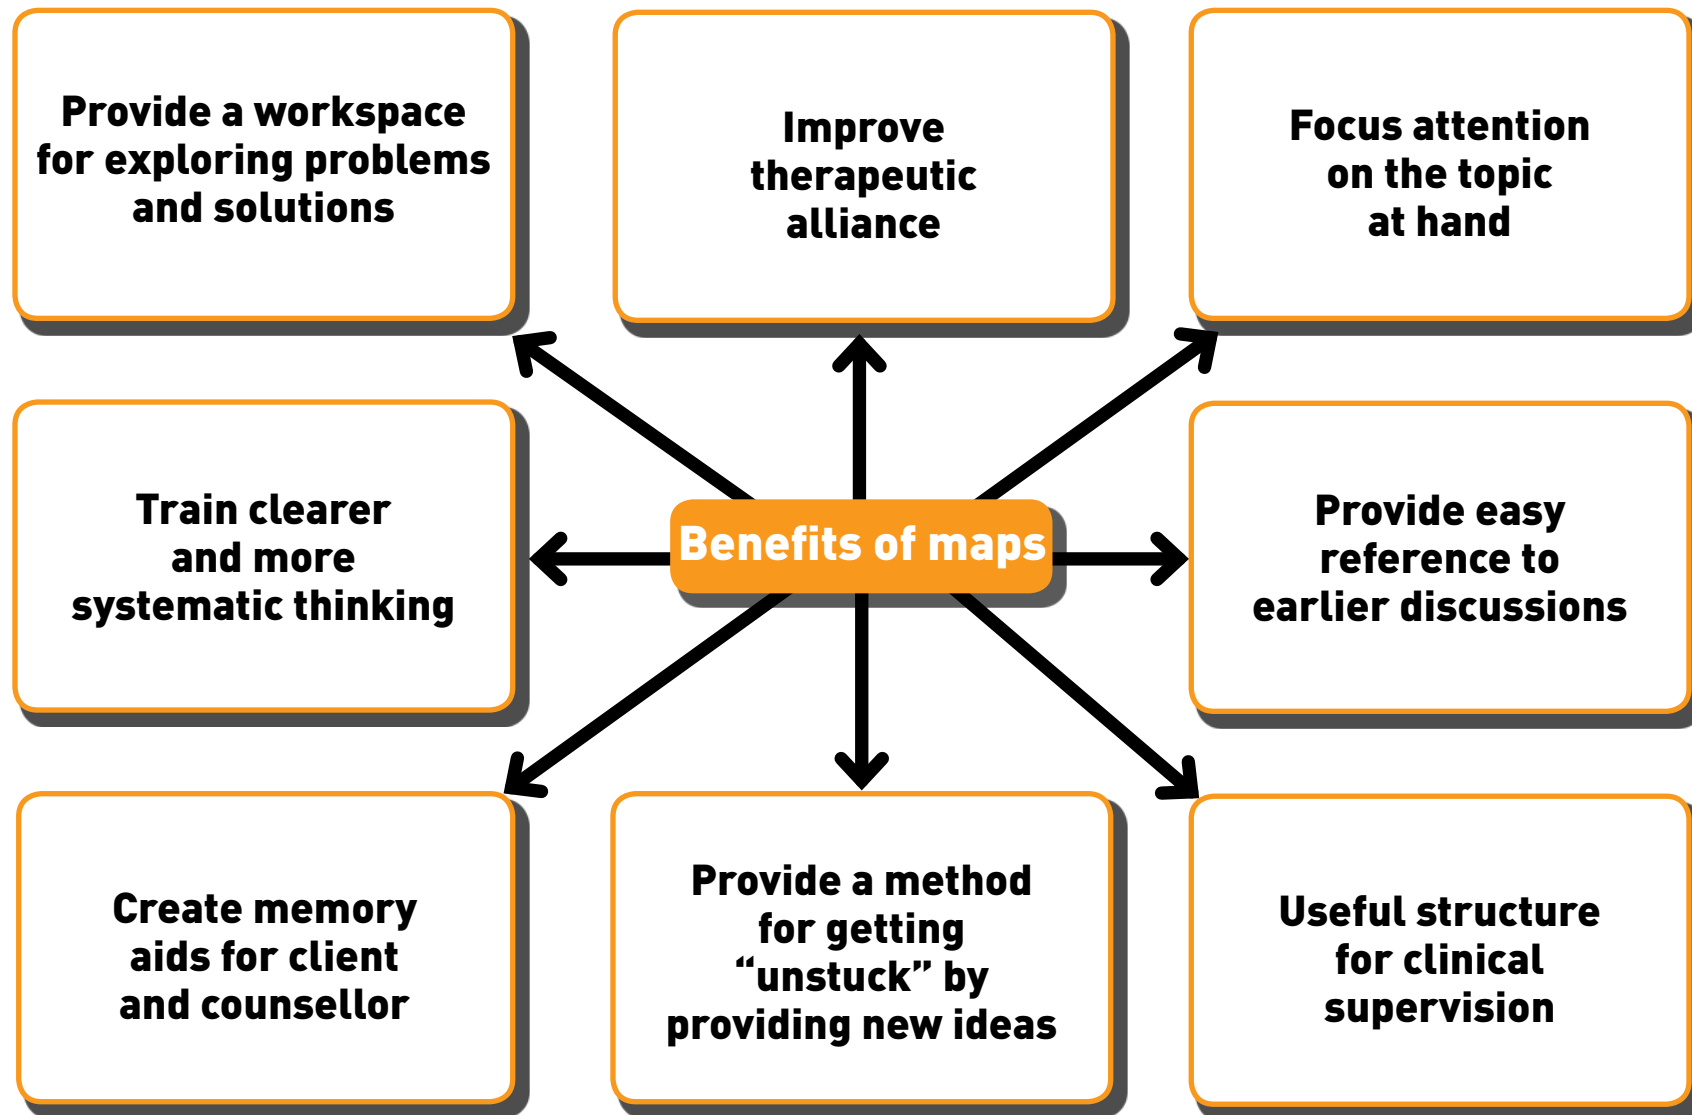 Provide a workspace
for exploring problems
and solutions
Improve
therapeutic
alliance
Focus attention
on the topic
at hand
Train clearer
and more
systematic thinking
Benefits of maps
Provide easy
reference to
earlier discussions
Create memory
aids for client
and counsellor
Provide a method
for getting
“unstuck” by
providing new ideas
Useful structure
for clinical
supervision